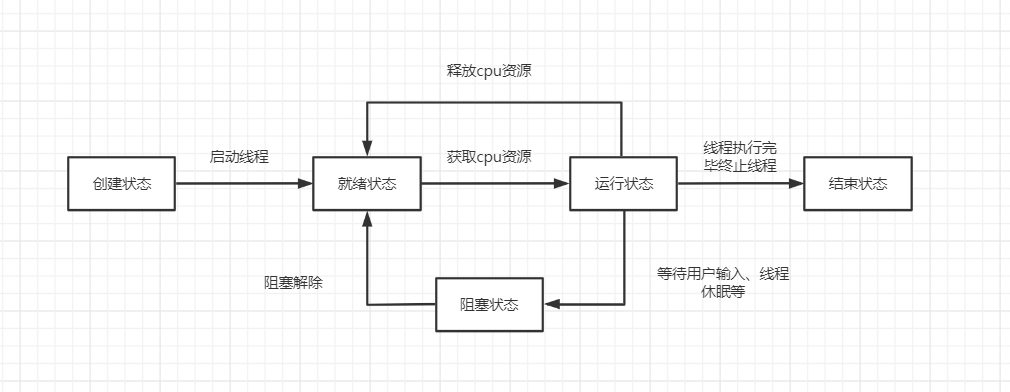 释放cpu资源
启动线程
获取cpu资源
线程执行完
毕终止线程
创建状态
就绪状态
运行状态
结束状态
阻塞解除
等待用户输入、线程
休眠等
阻塞状态